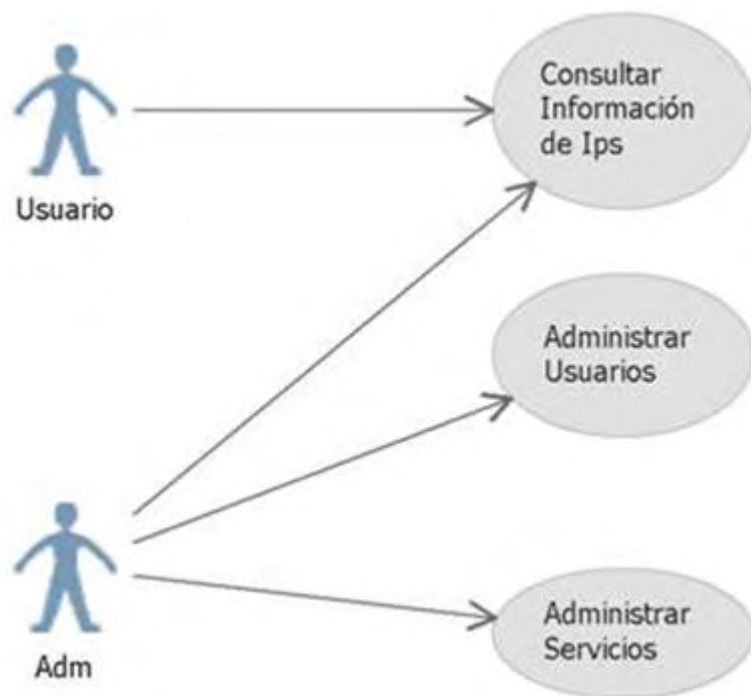 Consultar
Información
de Ips
Usuario
Administrar
Usuarios
Adm
Administrar
Servicios